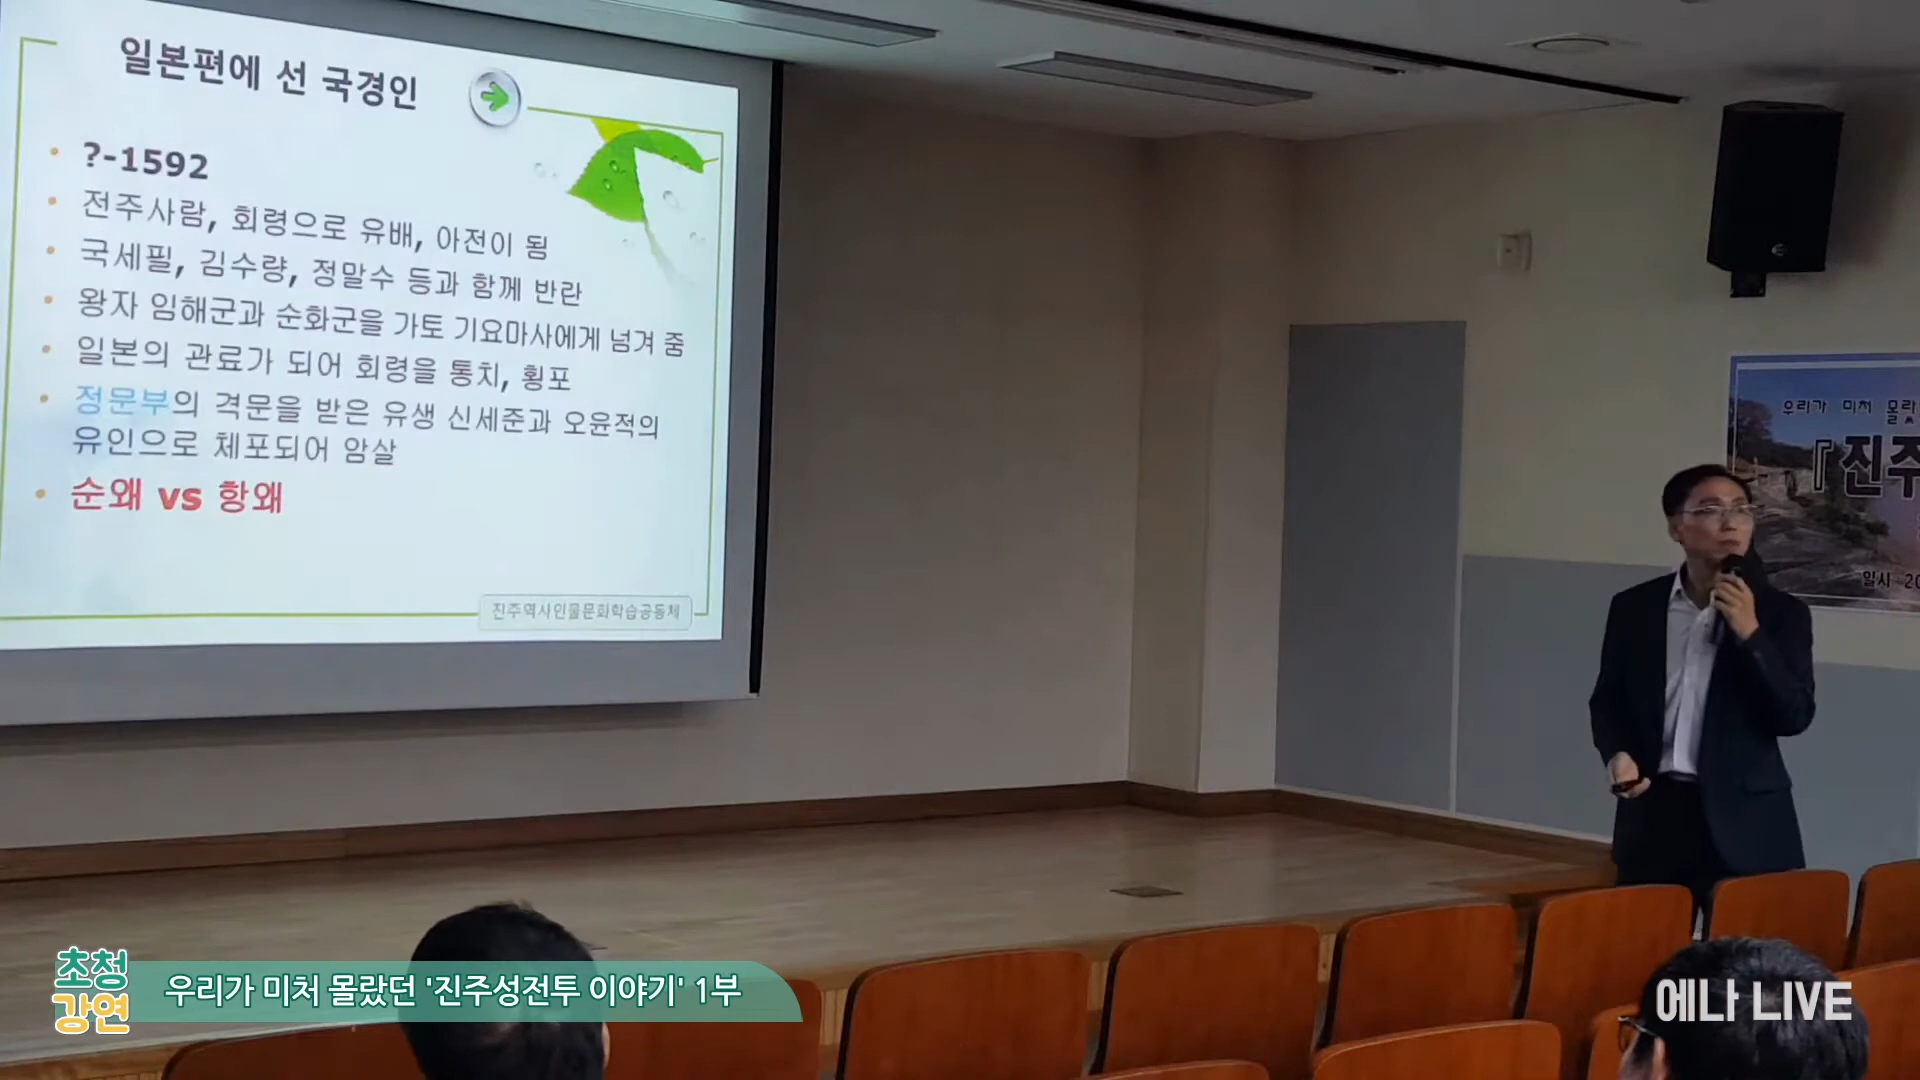 일본편에 선 국경인
?-1592
전주사람, 회령으로 유배, 아전이 됨
국세필, 김수량, 정말수 등과 함께 반란
왕자 임해군과 순화군을 가토 기요마사에게 넘겨 줌
일본의 관료가 되어 회령을 통치, 횡포
정문부의 격문을 받은 유생 신세준과 오윤적의
유인으로 체포되어 암살
순왜 vs 항왜
진주역사인물문화학습공동체
우리가 미처 몰랐
『진주
일시 20
초청
강연
우리가 미처 몰랐던 '진주성전투 이야기' 1부
에나 LIVE